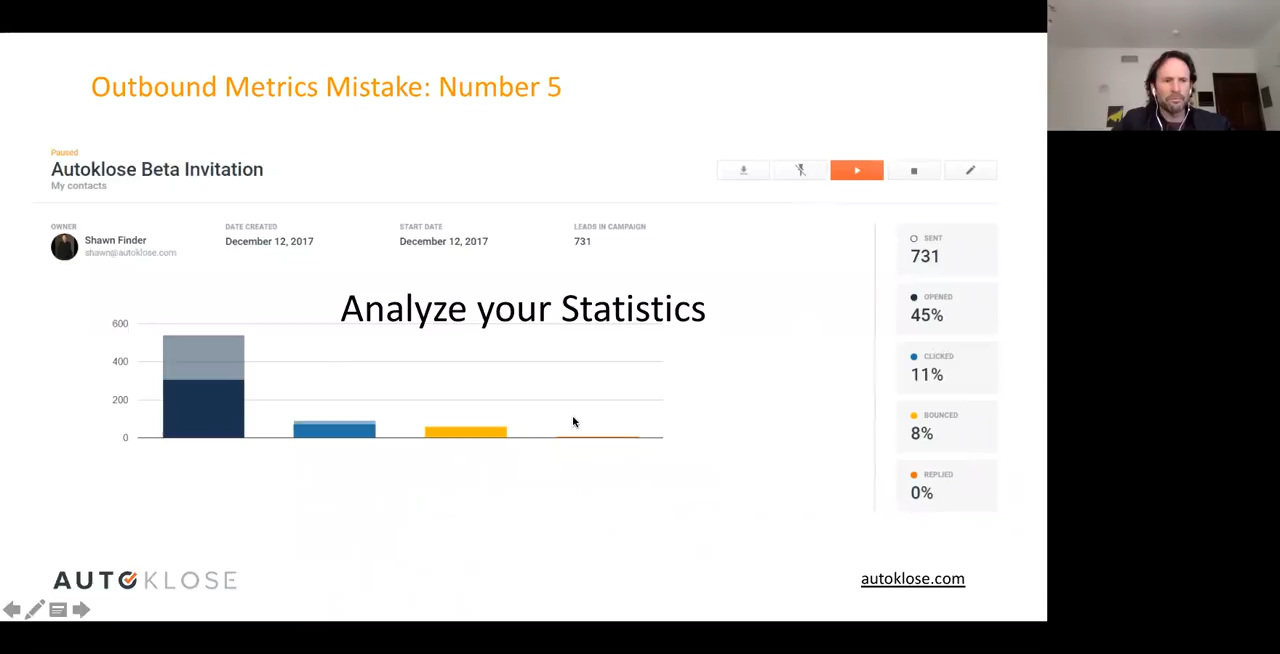 Outbound Metrics Mistake: Number 5
Paused
Autoklose Beta Invitation
My contacts
OWNER
Shawn Finder
shawn@autoklose.com
DATE CREATED
December 12, 2017
START DATE
December 12, 2017
LEADS IN CAMPAIGN
731
Analyze your Statistics
600
400
200
0
SENT
731
OPENED
45%
CLICKED
11%
BOUNCED
8%
REPLIED
0%
AUTOKLOSE
autoklose.com